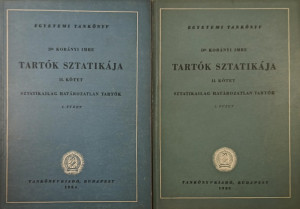 EGYETEMI TANKÖNYV
Dr KORÁNYI IMRE
TARTÓK SZTATIKÁJA
II. KÖTET
SZTATIKAILAG HATÁROZATLAN TARTÓK
TANKÖNYVKIADÓ, BUDAPEST
EGYETEMI TANKÖNYV
Dr KORÁNYI IMRE
TARTÓK SZTATIKÁJA
II. KÖTET
SZTATIKAILAG HATÁROZATLAN TARTÓK
TANKÖNYVKIADÓ, BUDAPEST